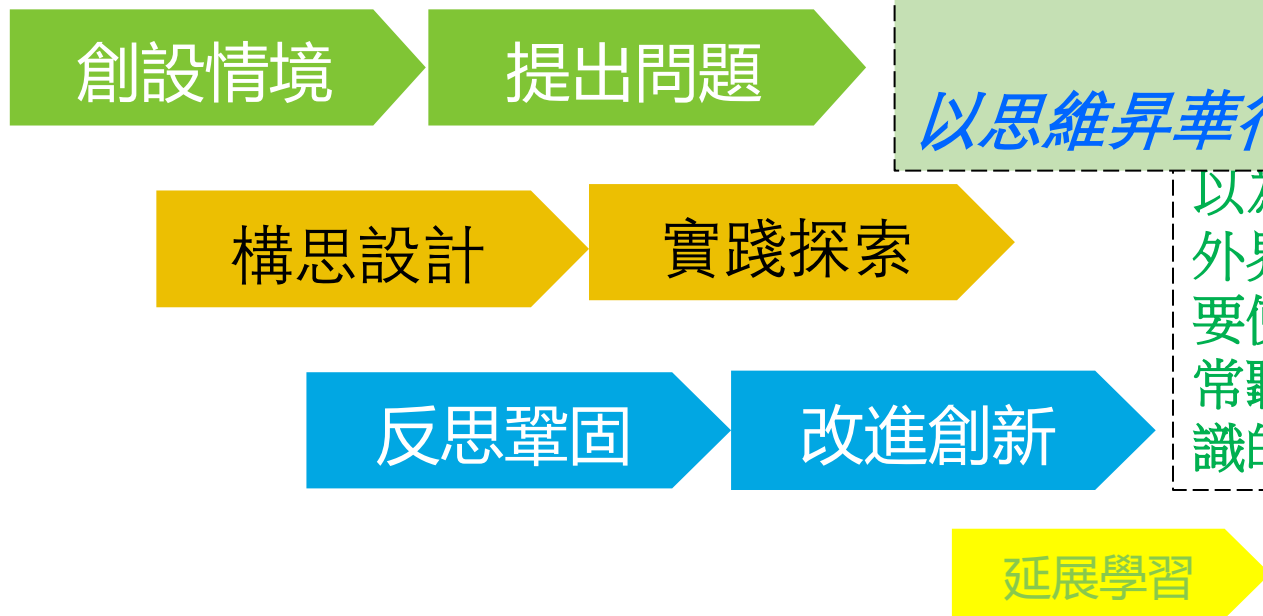 創設情境
提出問題
以思維昇華
構思設計
實踐探索
以
外界
要
常
識
反思鞏固
改進創新
延展學習